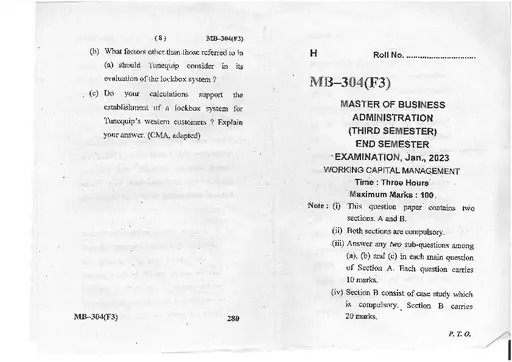 ( 8 ) MB–304(F3)
(b) What factors other than those referred to in
(a) should Tunequip consider in its
evaluation of the lockbox system ?
(c) Do your calculations support the
establishment of a lockbox system for
Tunequip's western customers ? Explain
your answer. (CMA, adapted)
MB–304(F3) 280
H Roll No. ..............................
MB–304(F3)
MASTER OF BUSINESS
ADMINISTRATION
(THIRD SEMESTER)
END SEMESTER
EXAMINATION, Jan., 2023
WORKING CAPITAL MANAGEMENT
Time : Three Hours
Maximum Marks : 100
Note : (i) This question paper contains two
sections. A and B.
(ii) Both sections are compulsory.
(iii) Answer any two sub-questions among
(a), (b) and (c) in each main question
of Section A. Each question carries
10 marks.
(iv) Section B consist of case study which
is compulsory. Section B carries
20 marks.
P. T. O.